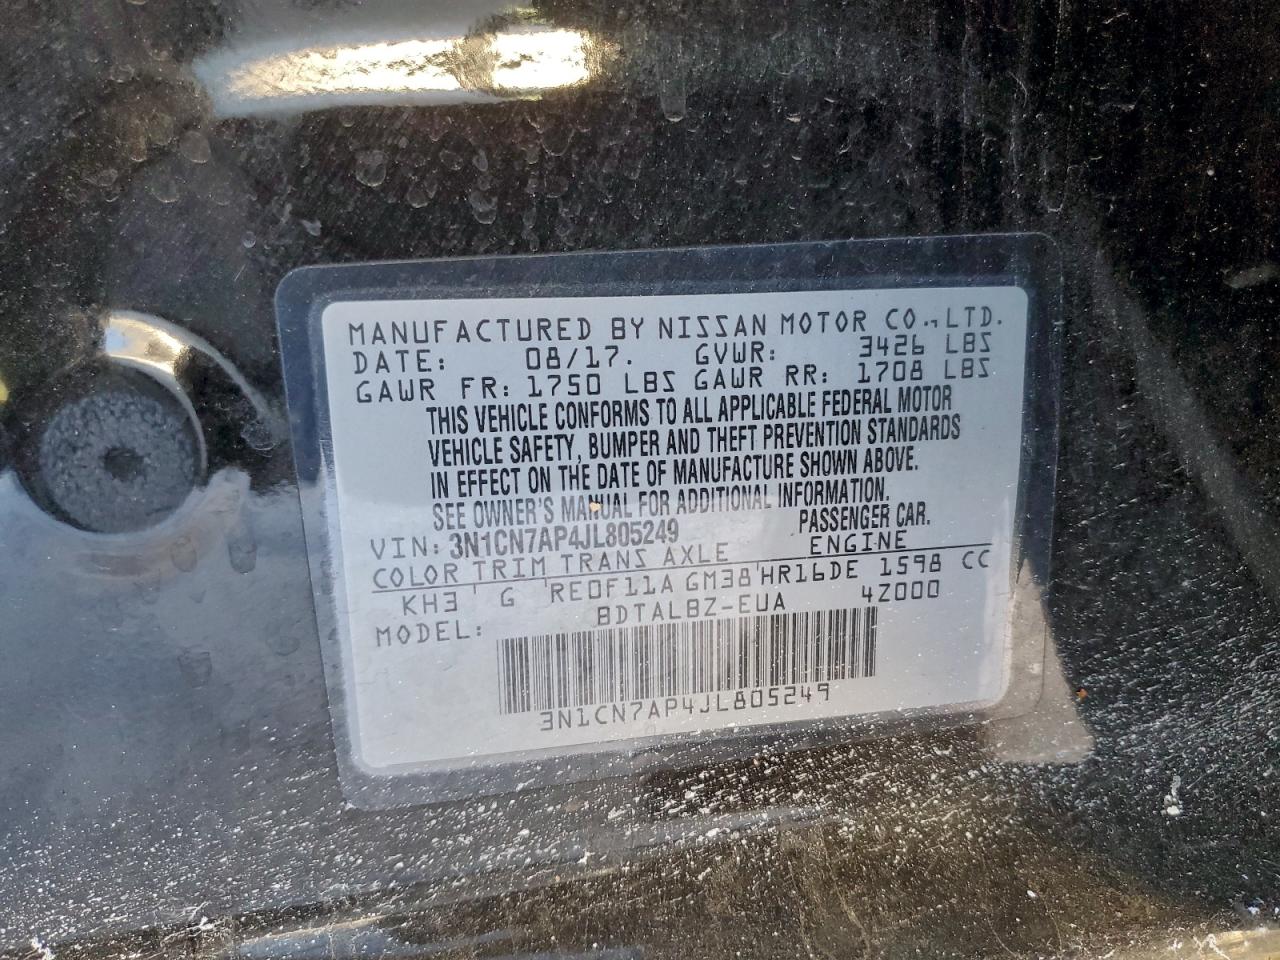 MANUFACTURED BY NISSAN MOTOR CO., LTD.
DATE: 08/17. GVWR: 3426 LBS
GAWR FR: 1750 LBS GAWR RR: 1708 LBS
THIS VEHICLE CONFORMS TO ALL APPLICABLE FEDERAL MOTOR
VEHICLE SAFETY, BUMPER AND THEFT PREVENTION STANDARDS
IN EFFECT ON THE DATE OF MANUFACTURE SHOWN ABOVE.
SEE OWNER'S MANUAL FOR ADDITIONAL INFORMATION.
VIN: 3N1CN7AP4JL805249 PASSENGER CAR.
COLOR TRIM TRANS AXLE ENGINE
KH3 G RE0F11A GM38 HR16DE 1598 CC
MODEL: BDTALBZ-EUA 4Z000
3N1CN7AP4JL805249